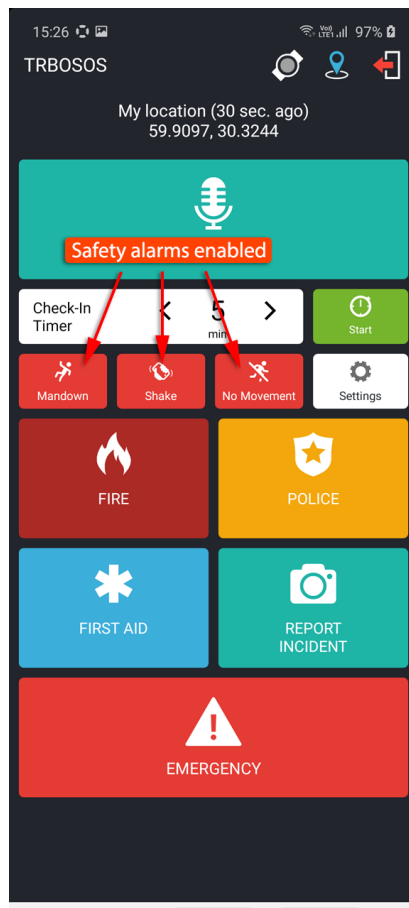 15:26
97%
TRBOSOS
My location (30 sec. ago)
59.9097, 30.3244
Safety alarms enabled
Check-In
Timer
5
min
Start
Mandown
Shake
No Movement
Settings
FIRE
POLICE
FIRST AID
REPORT
INCIDENT
EMERGENCY